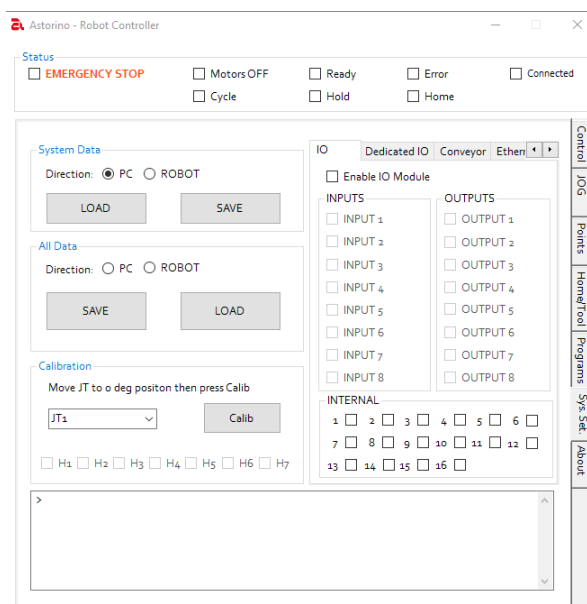 Astorino - Robot Controller
Status
EMERGENCY STOP Motors OFF Ready Error Connected
Cycle Hold Home
System Data
Direction: PC ROBOT
LOAD SAVE
All Data
Direction: PC ROBOT
SAVE LOAD
Calibration
Move JT to 0 deg positon then press Calib
JT1 Calib
H1 H2 H3 H4 H5 H6 H7
IO Dedicated IO Conveyor Ethern
Enable IO Module
INPUTS OUTPUTS
INPUT 1 OUTPUT 1
INPUT 2 OUTPUT 2
INPUT 3 OUTPUT 3
INPUT 4 OUTPUT 4
INPUT 5 OUTPUT 5
INPUT 6 OUTPUT 6
INPUT 7 OUTPUT 7
INPUT 8 OUTPUT 8
INTERNAL
1 2 3 4 5 6
7 8 9 10 11 12
13 14 15 16
>
Control
JOG
Points
Home/Tool
Programs
Sys. Set.
About